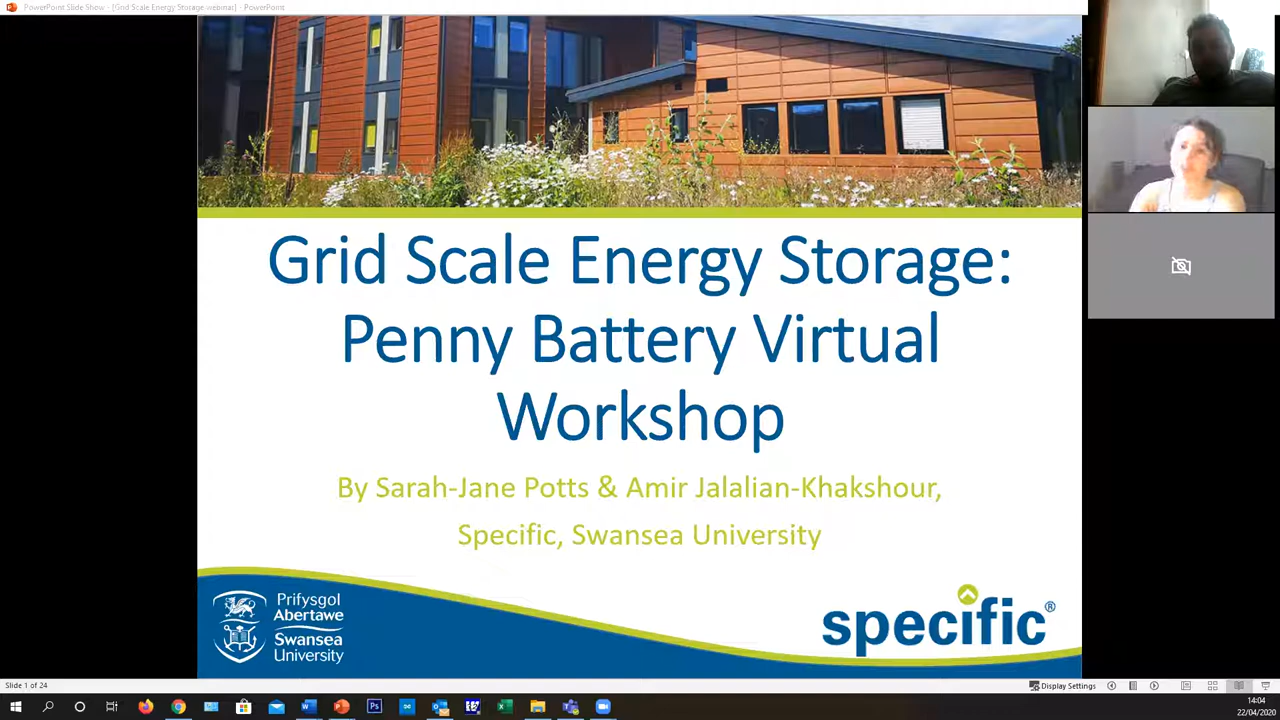 PowerPoint Slide Show - [Grid Scale Energy Storage webinar] - PowerPoint
Grid Scale Energy Storage:
Penny Battery Virtual
Workshop
By Sarah-Jane Potts & Amir Jalalian-Khakshour,
Specific, Swansea University
Prifysgol
Abertawe
Swansea
University
specific®
Slide 1 of 24
Display Settings
14:04
22/04/2020